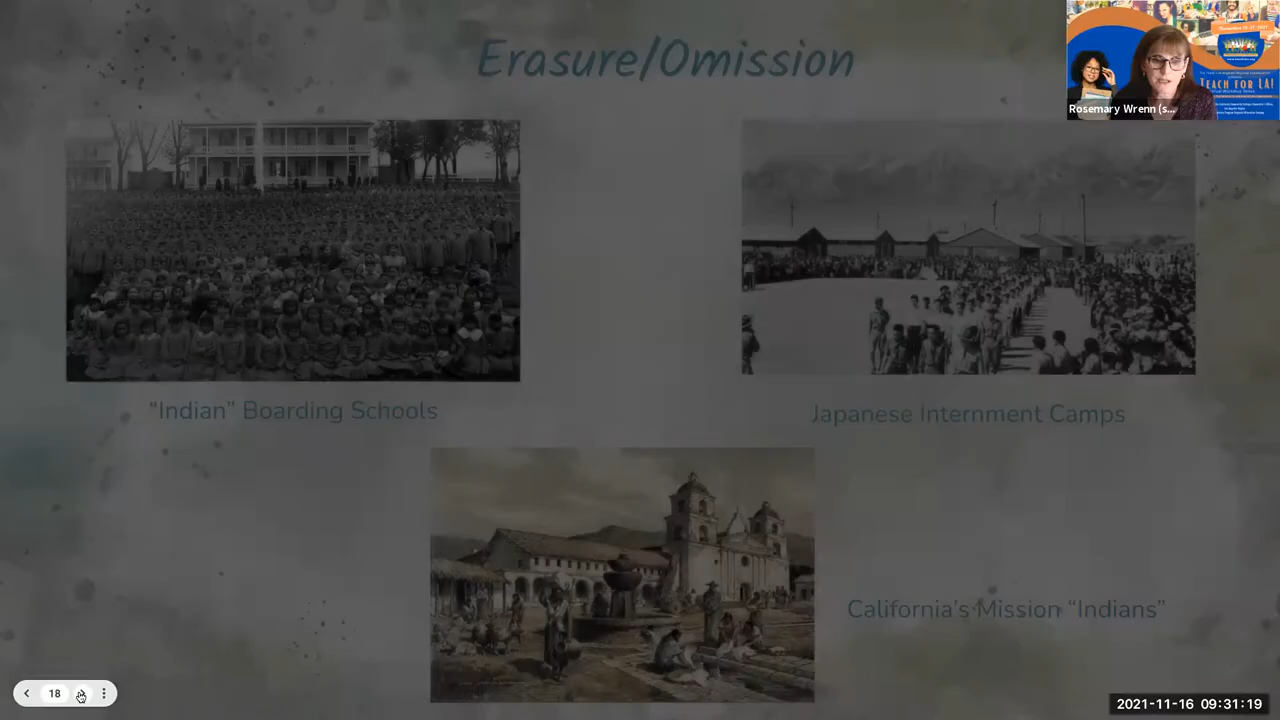 Erasure/Omission
TEACH FOR LA!
Rosemary Wrenn (s...
"Indian" Boarding Schools
Japanese Internment Camps
California's Mission "Indians"
18
2021-11-16 09:31:19